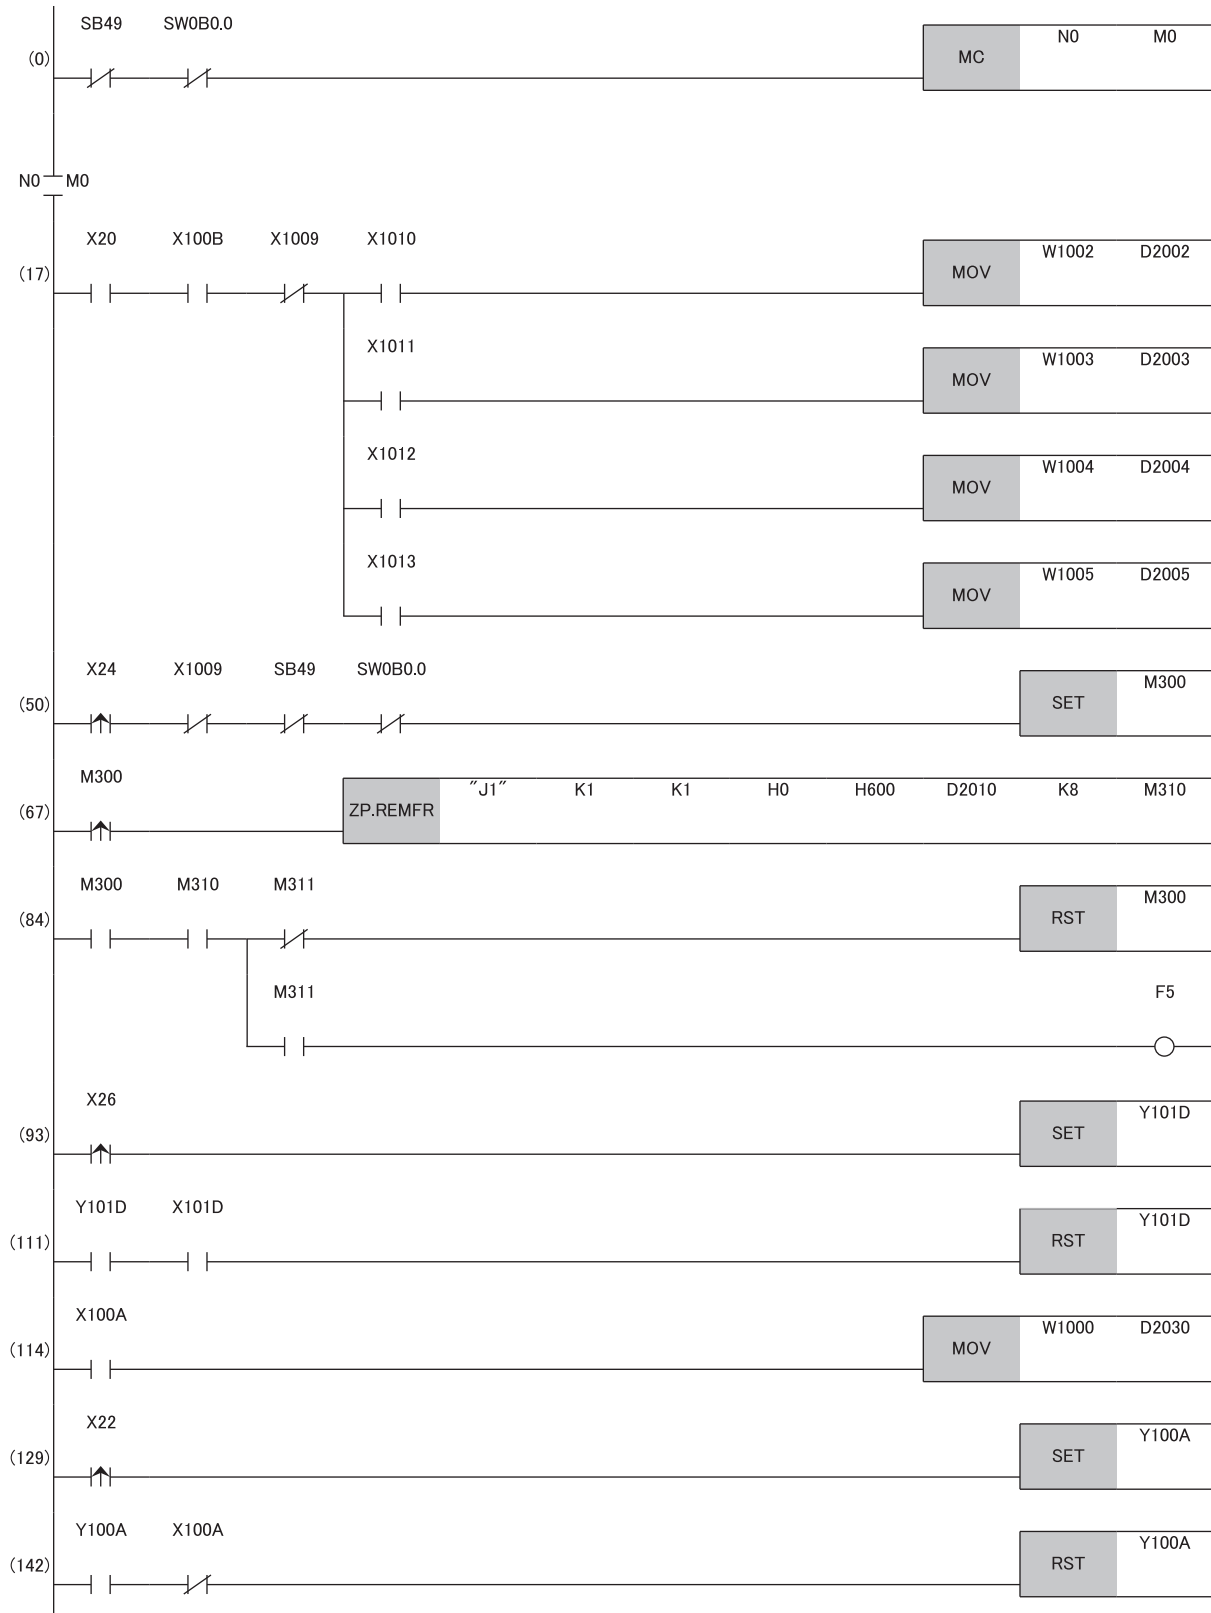 SB49 SW0B0.0
(0) MC N0 M0
N0 M0
X20 X100B X1009 X1010
(17) MOV W1002 D2002
X1011
MOV W1003 D2003
X1012
MOV W1004 D2004
X1013
MOV W1005 D2005
X24 X1009 SB49 SW0B0.0
(50) SET M300
M300
(67) ZP.REMFR "J1" K1 K1 H0 H600 D2010 K8 M310
M300 M310 M311
(84) RST M300
M311 F5
X26
(93) SET Y101D
Y101D X101D
(111) RST Y101D
X100A
(114) MOV W1000 D2030
X22
(129) SET Y100A
Y100A X100A
(142) RST Y100A